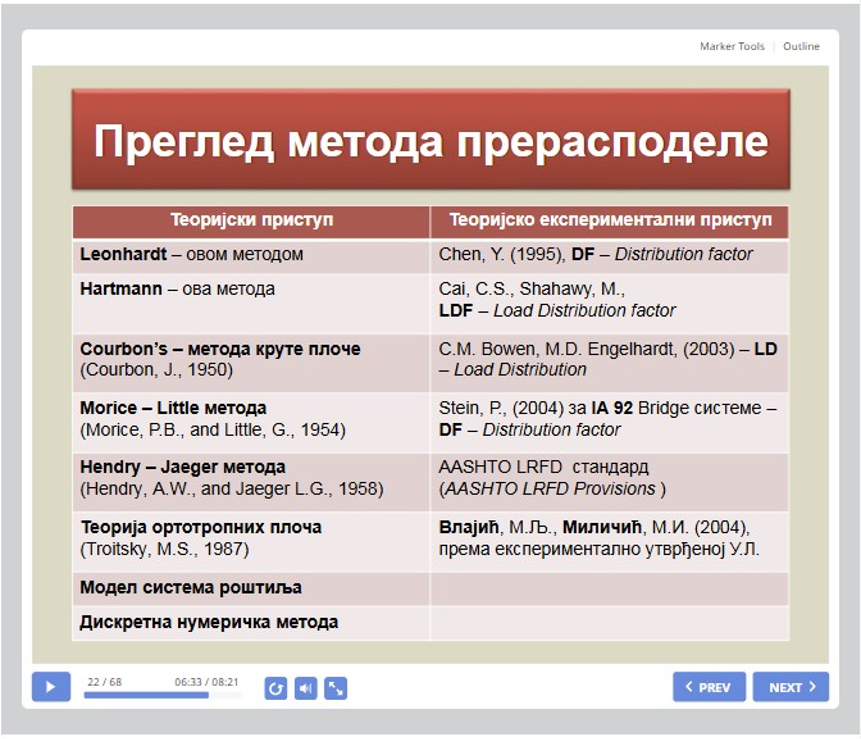 Marker Tools | Outline
Преглед метода прерасподеле
Теоријски приступ
Теоријско експериментални приступ
Leonhardt – овом методом
Chen, Y. (1995), DF – Distribution factor
Hartmann – ова метода
Cai, C.S., Shahawy, M.,
LDF – Load Distribution factor
Courbon's – метода круте плоче
(Courbon, J., 1950)
C.M. Bowen, M.D. Engelhardt, (2003) – LD
– Load Distribution
Morice – Little метода
(Morice, P.B., and Little, G., 1954)
Stein, P., (2004) за IA 92 Bridge системе –
DF – Distribution factor
Hendry – Jaeger метода
(Hendry, A.W., and Jaeger L.G., 1958)
AASHTO LRFD стандард
(AASHTO LRFD Provisions )
Теорија ортотропних плоча
(Troitsky, M.S., 1987)
Влајић, М.Љ., Миличић, М.И. (2004),
према експериментално утврђеној У.Л.
Модел система роштиља
Дискретна нумеричка метода
22 / 68
06:33 / 08:21
PREV
NEXT